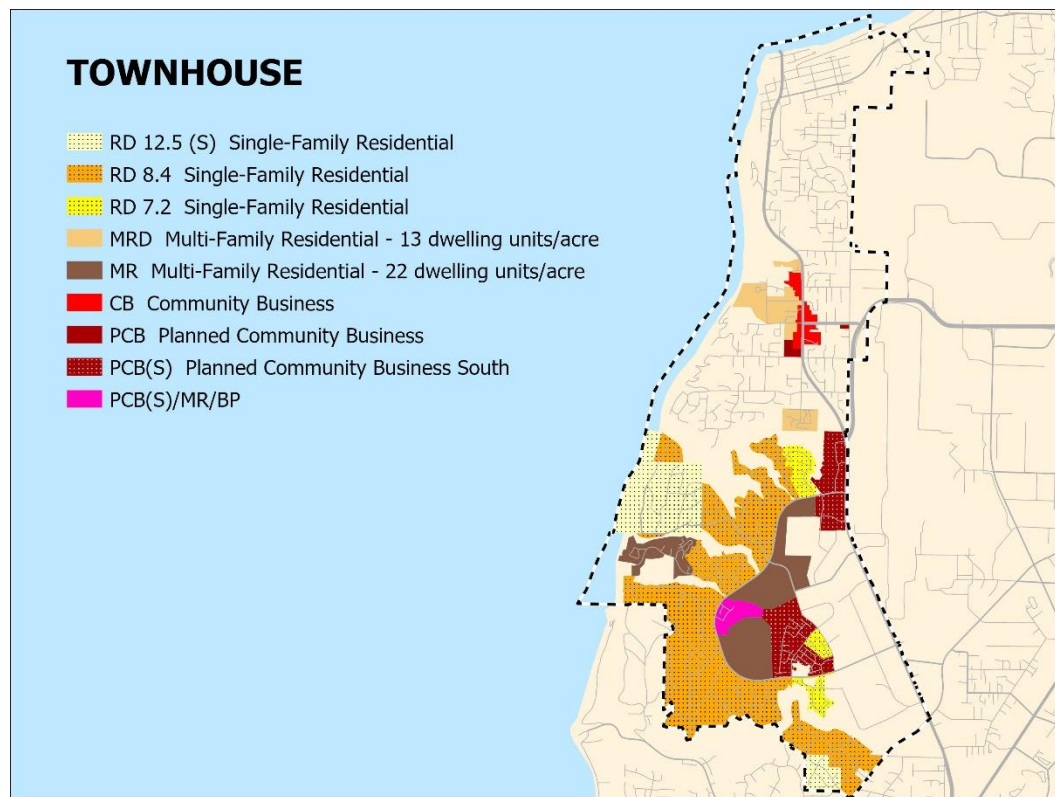 TOWNHOUSE
RD 12.5 (S) Single-Family Residential
RD 8.4 Single-Family Residential
RD 7.2 Single-Family Residential
MRD Multi-Family Residential - 13 dwelling units/acre
MR Multi-Family Residential - 22 dwelling units/acre
CB Community Business
PCB Planned Community Business
PCB(S) Planned Community Business South
PCB(S)/MR/BP